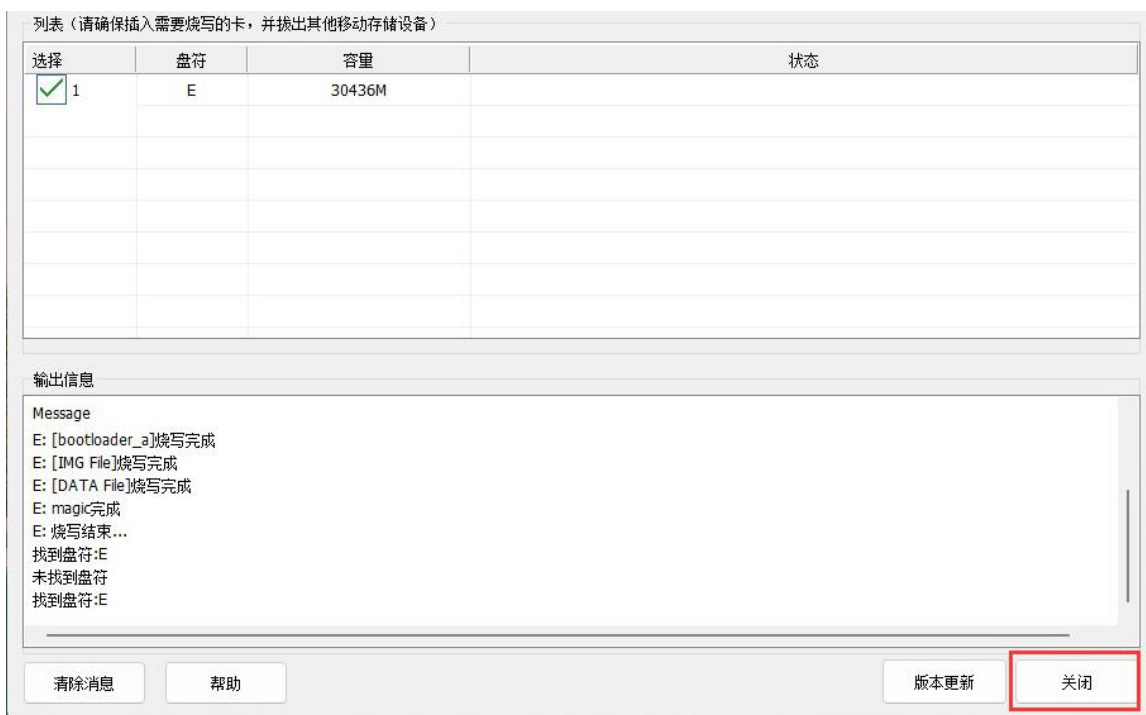 列表（请确保插入需要烧写的卡，并拔出其他移动存储设备）
选择 盘符 容量 状态
1 E 30436M
输出信息
Message
E: [bootloader_a]烧写完成
E: [IMG File]烧写完成
E: [DATA File]烧写完成
E: magic完成
E: 烧写结束...
找到盘符:E
未找到盘符
找到盘符:E
清除消息 帮助 版本更新 关闭